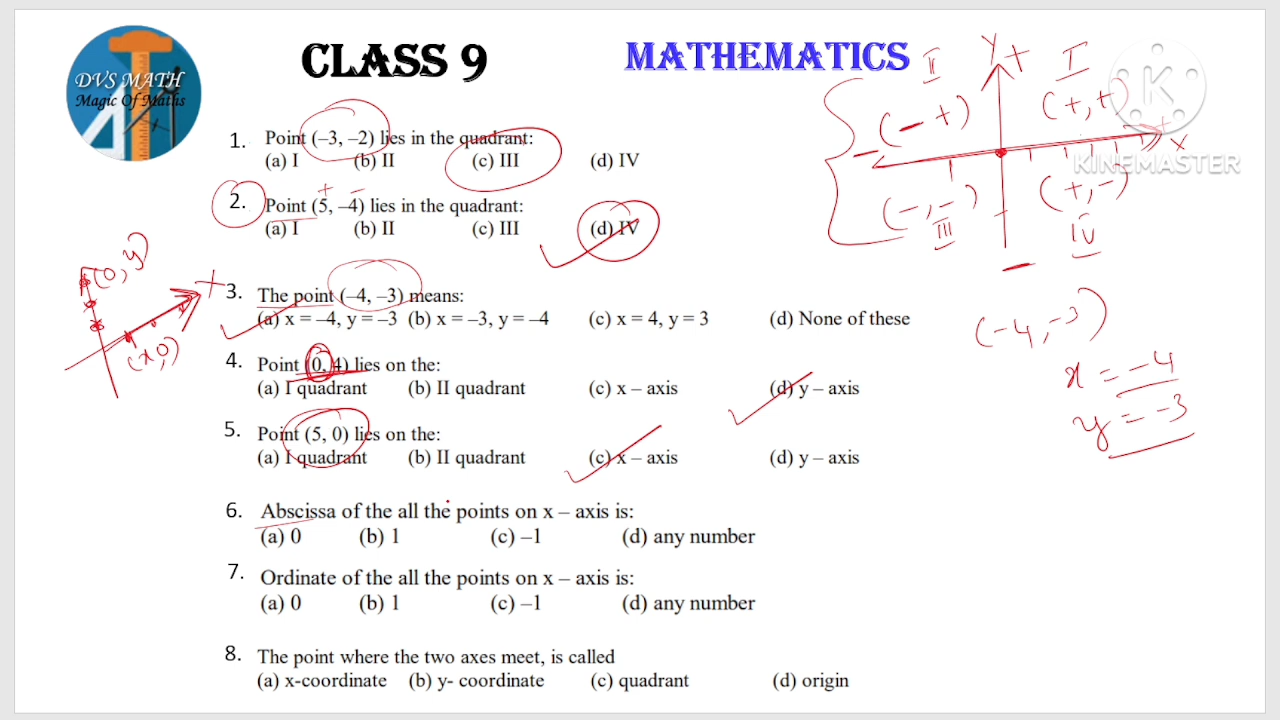 DVS MATH
Magic Of Maths
CLASS 9
MATHEMATICS
1. Point (–3, –2) lies in the quadrant:
(a) I (b) II (c) III (d) IV
+ –
2. Point (5, –4) lies in the quadrant:
(a) I (b) II (c) III (d) IV
3. The point (–4, –3) means:
(a) x = –4, y = –3 (b) x = –3, y = –4 (c) x = 4, y = 3 (d) None of these
4. Point (0, 4) lies on the:
(a) I quadrant (b) II quadrant (c) x – axis (d) y – axis
5. Point (5, 0) lies on the:
(a) I quadrant (b) II quadrant (c) x – axis (d) y – axis
6. Abscissa of the all the points on x – axis is:
(a) 0 (b) 1 (c) –1 (d) any number
7. Ordinate of the all the points on x – axis is:
(a) 0 (b) 1 (c) –1 (d) any number
8. The point where the two axes meet, is called
(a) x-coordinate (b) y- coordinate (c) quadrant (d) origin
II Y + I
(– +) (+, +)
– + X
(–, –) (+, –)
III IV
–
K
KINEMASTER
(0, y)
X
(x, 0)
(-4, -3)
x = -4
y = -3